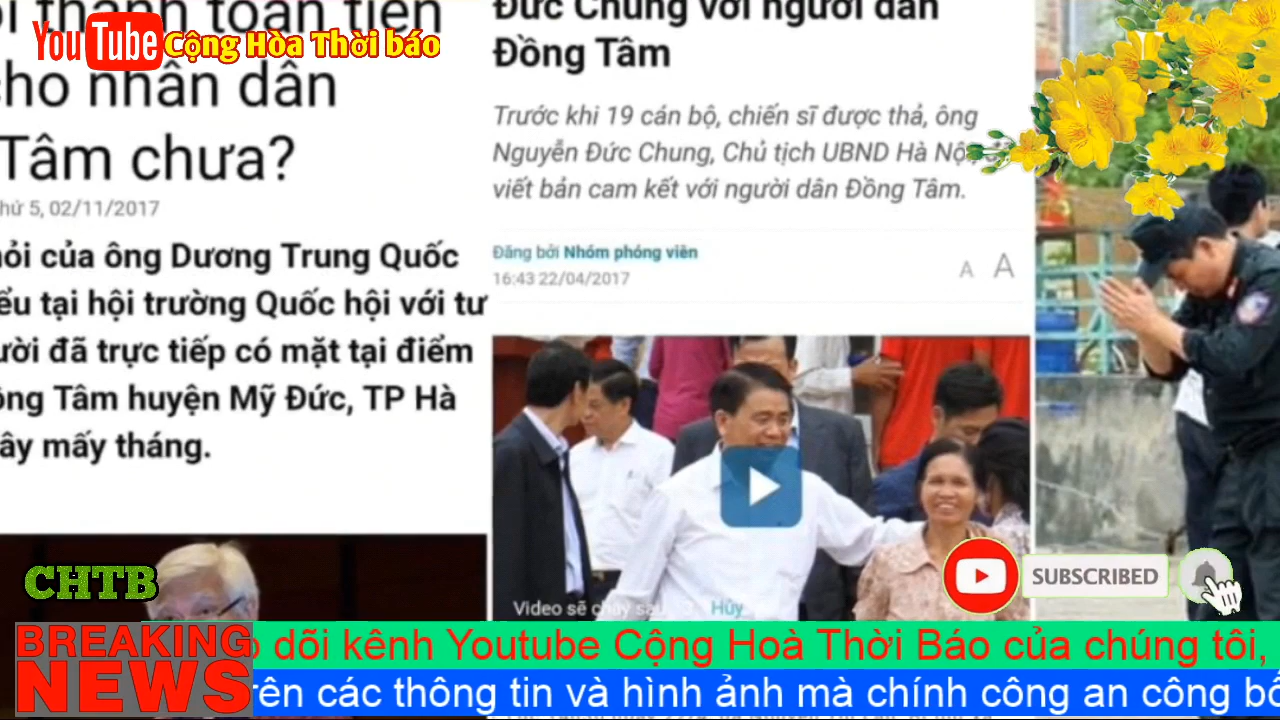 ỏi thanh toán tiền
cho nhân dân
Tâm chưa?
hứ 5, 02/11/2017
ỏi của ông Dương Trung Quốc
ểu tại hội trường Quốc hội với tư
ười đã trực tiếp có mặt tại điểm
ồng Tâm huyện Mỹ Đức, TP Hà
ây mấy tháng.
YouTube Cộng Hòa Thời báo
Đức Chung với người dân
Đồng Tâm
Trước khi 19 cán bộ, chiến sĩ được thả, ông
Nguyễn Đức Chung, Chủ tịch UBND Hà Nội
viết bản cam kết với người dân Đồng Tâm.
Đăng bởi Nhóm phóng viên
16:43 22/04/2017
A A
Video sẽ chạy sau Hủy
SUBSCRIBED
CHTB
BREAKING
NEWS
dõi kênh Youtube Cộng Hoà Thời Báo của chúng tôi,
rên các thông tin và hình ảnh mà chính công an công bố